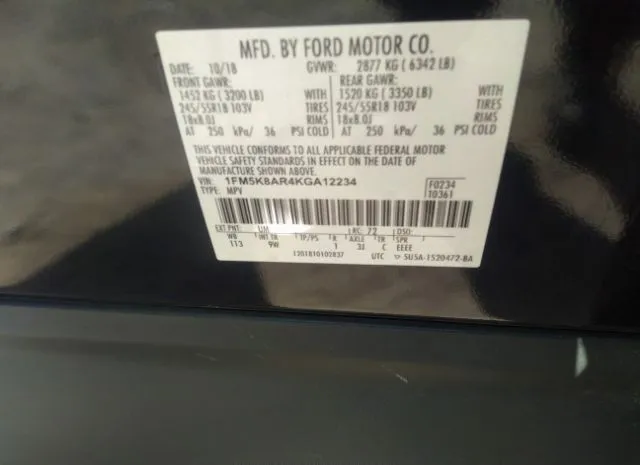 MFD. BY FORD MOTOR CO.
DATE: 10/18 GVWR: 2877 KG ( 6342 LB)
FRONT GAWR: REAR GAWR:
1452 KG ( 3200 LB) WITH 1520 KG ( 3350 LB) WITH
245/55R18 103V TIRES 245/55R18 103V TIRES
18x8.0J RIMS 18x8.0J RIMS
AT 250 kPa/ 36 PSI COLD AT 250 kPa/ 36 PSI COLD
THIS VEHICLE CONFORMS TO ALL APPLICABLE FEDERAL MOTOR
VEHICLE SAFETY STANDARDS IN EFFECT ON THE DATE OF
MANUFACTURE SHOWN ABOVE.
VIN: 1FM5K8AR4KGA12234 F0234
TYPE: MPV T0361
EXT PNT: UM RC: 72 DSO:
WB INT TR TP/PS R AXLE TR SPR
113 9W 1 3J C EEEE
UTC 5U5A-1520472-BA